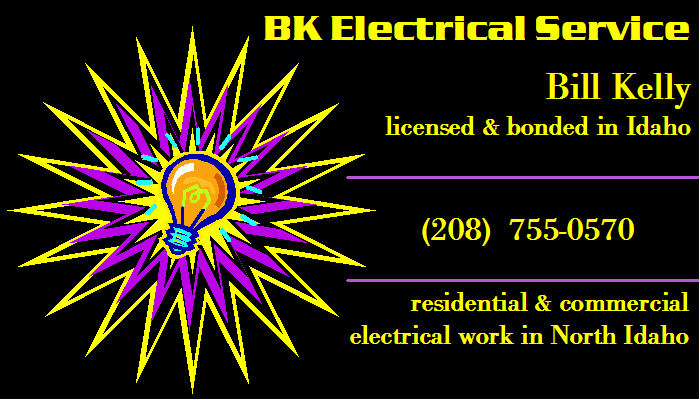 BK Electrical Service
Bill Kelly
licensed & bonded in Idaho
(208) 755-0570
residential & commercial
electrical work in North Idaho